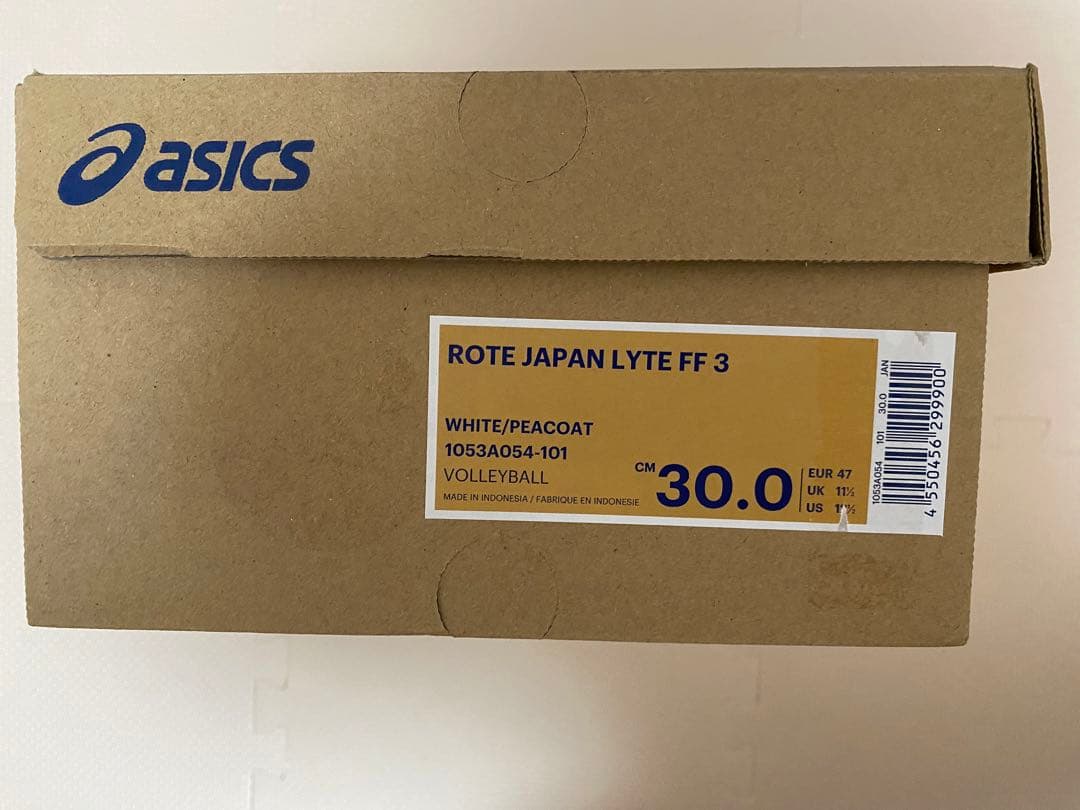 asics
ROTE JAPAN LYTE FF 3
WHITE/PEACOAT
1053A054-101
VOLLEYBALL
MADE IN INDONESIA / FABRIQUE EN INDONESIE
CM 30.0
EUR 47
UK 11½
US
1053A054 101 30.0 JAN
4 550456 299900